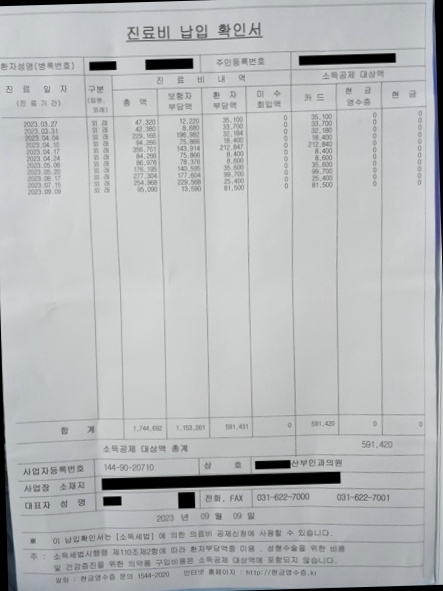 진료비 납입 확인서
환자성명(병록번호) 주민등록번호
진 료 일 자 구분 진 료 비 내 역 소득공제 대상액
(진료기간) (입원, 외래) 총 액 보험자 부담액 환 자 부담액 미 수 회입액 카 드 현 금 영수증 현 금
2023.03.27 외래 47,320 12,220 35,100 0 35,100 0 0
2023.03.31 외래 42,380 8,680 33,700 0 33,700 0 0
2023.04.04 외래 229,166 196,982 32,184 0 32,180 0 0
2023.04.10 외래 94,266 75,866 18,400 0 18,400 0 0
2023.04.17 외래 356,761 143,914 212,847 0 212,840 0 0
2023.04.24 외래 84,266 75,866 8,400 0 8,400 0 0
2023.05.06 외래 86,976 78,376 8,600 0 8,600 0 0
2023.05.20 외래 176,195 140,595 35,600 0 35,600 0 0
2023.06.17 외래 277,304 177,604 99,700 0 99,700 0 0
2023.07.15 외래 254,968 229,568 25,400 0 25,400 0 0
2023.09.09 외래 95,090 13,590 81,500 0 81,500 0 0
합 계 1,744,692 1,153,261 591,431 0 591,420 0 0
소득공제 대상액 총계 591,420
사업자등록번호 144-90-20710 상 호 산부인과의원
사업장 소재지
대표자 성 명 전화, FAX 031-622-7000 031-622-7001
2023 년 09 월 09 일
※ 이 납입확인서는 [소득세법] 에 의한 의료비 공제신청에 사용할 수 있습니다.
주 : 소득세법시행령 제110조제2항에 따라 환자부담액중 미용, 성형수술을 위한 비용
및 건강증진을 위한 의약품 구입비용은 소득공제 대상액에 포함되지 않습니다.
현금영수증 문의 1544-2020 인터넷 홈페이지 : http://현금영수증.kr